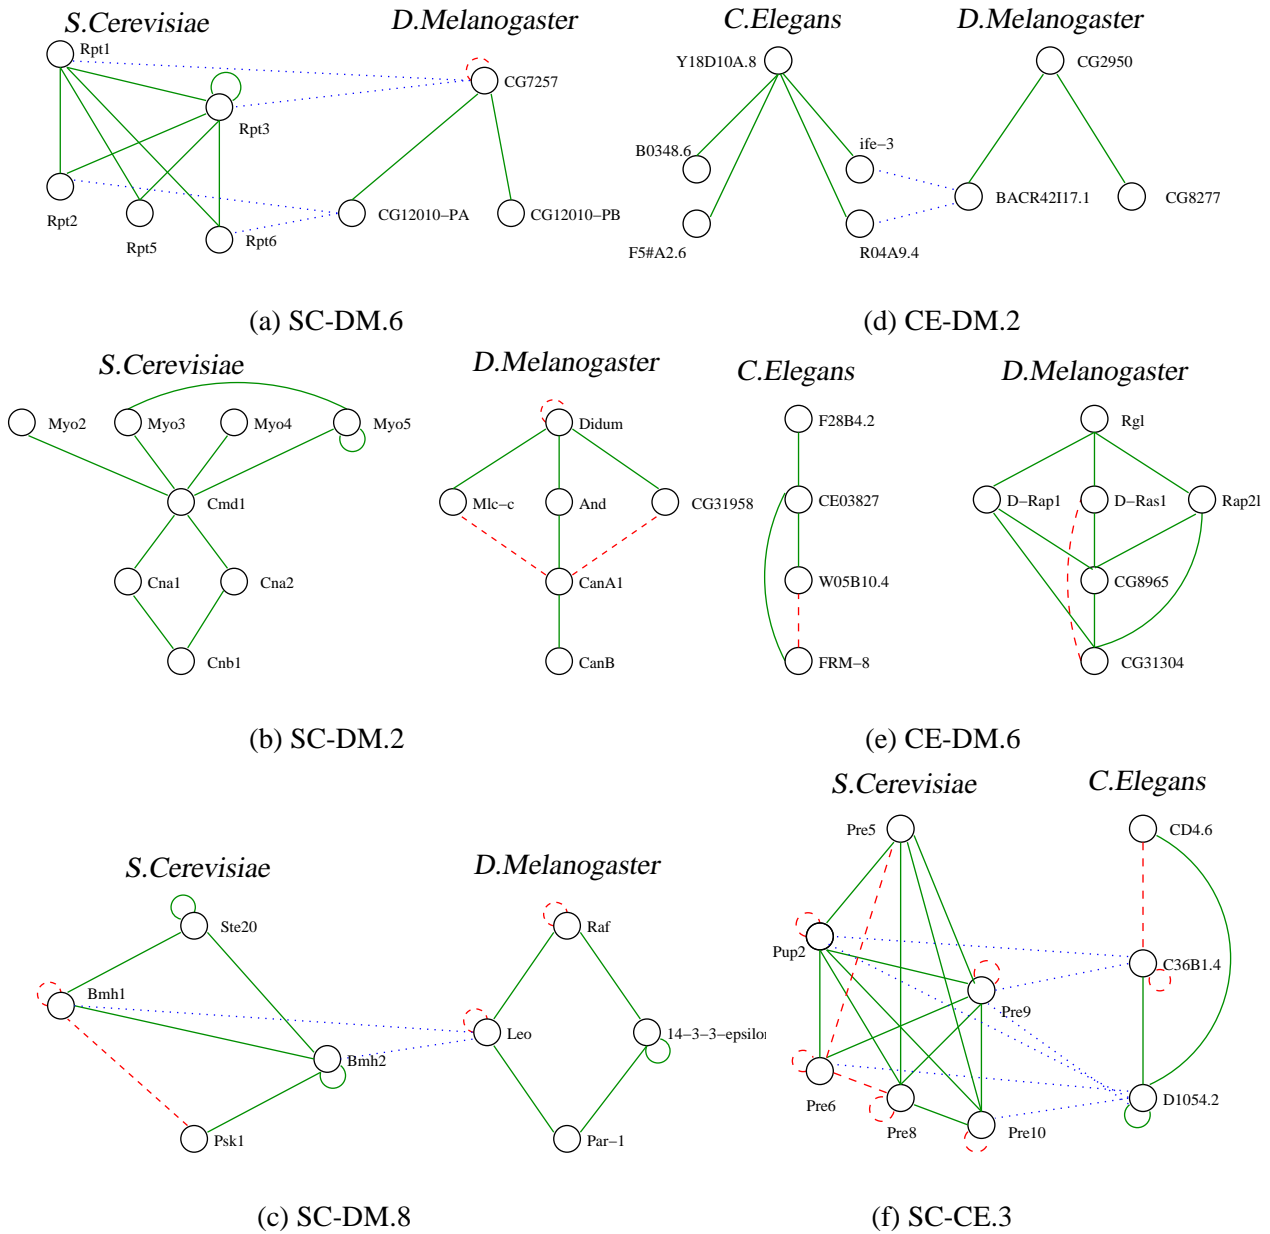 S.Cerevisiae
D.Melanogaster
Rpt1
CG7257
Rpt3
Rpt2
CG12010−PA
CG12010−PB
Rpt5
Rpt6
(a) SC-DM.6
C.Elegans
D.Melanogaster
Y18D10A.8
CG2950
B0348.6
ife−3
BACR42I17.1
CG8277
F5#A2.6
R04A9.4
(d) CE-DM.2
S.Cerevisiae
D.Melanogaster
Myo2
Myo3
Myo4
Myo5
Didum
Cmd1
Mlc−c
And
CG31958
Cna1
Cna2
CanA1
Cnb1
CanB
(b) SC-DM.2
C.Elegans
D.Melanogaster
F28B4.2
Rgl
CE03827
D−Rap1
D−Ras1
Rap2l
W05B10.4
CG8965
FRM−8
CG31304
(e) CE-DM.6
S.Cerevisiae
D.Melanogaster
Ste20
Raf
Bmh1
Leo
14−3−3−epsilon
Bmh2
Psk1
Par−1
(c) SC-DM.8
S.Cerevisiae
C.Elegans
Pre5
CD4.6
Pup2
C36B1.4
Pre9
Pre6
D1054.2
Pre8
Pre10
(f) SC-CE.3